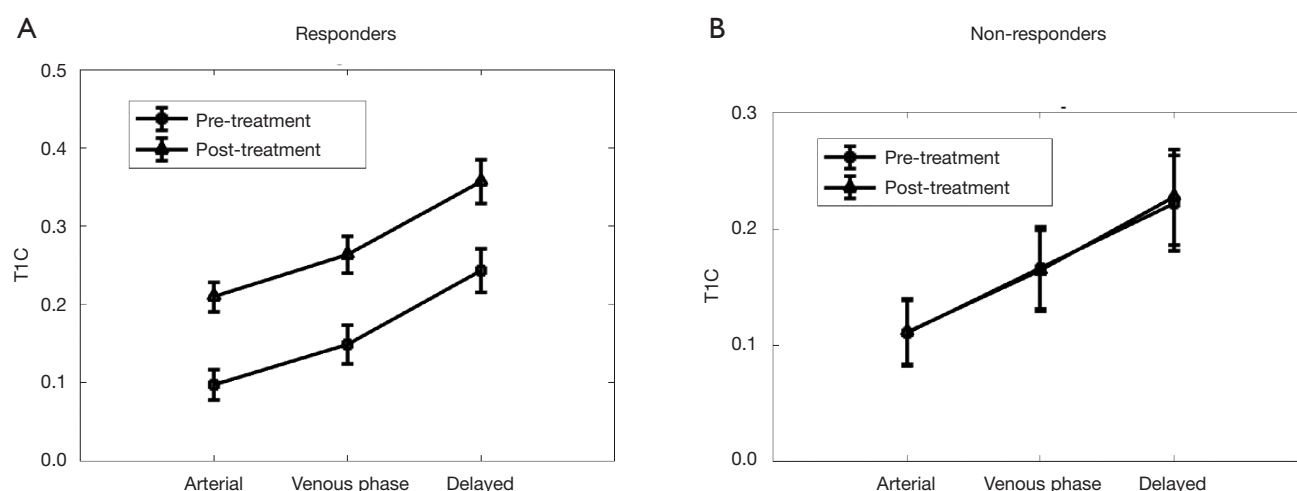 A
Responders
0.5
0.4
0.3
0.2
0.1
0.0
T1C
Pre-treatment
Post-treatment
Arterial
Venous phase
Delayed
B
Non-responders
0.3
0.2
0.1
0.0
T1C
Pre-treatment
Post-treatment
Arterial
Venous phase
Delayed